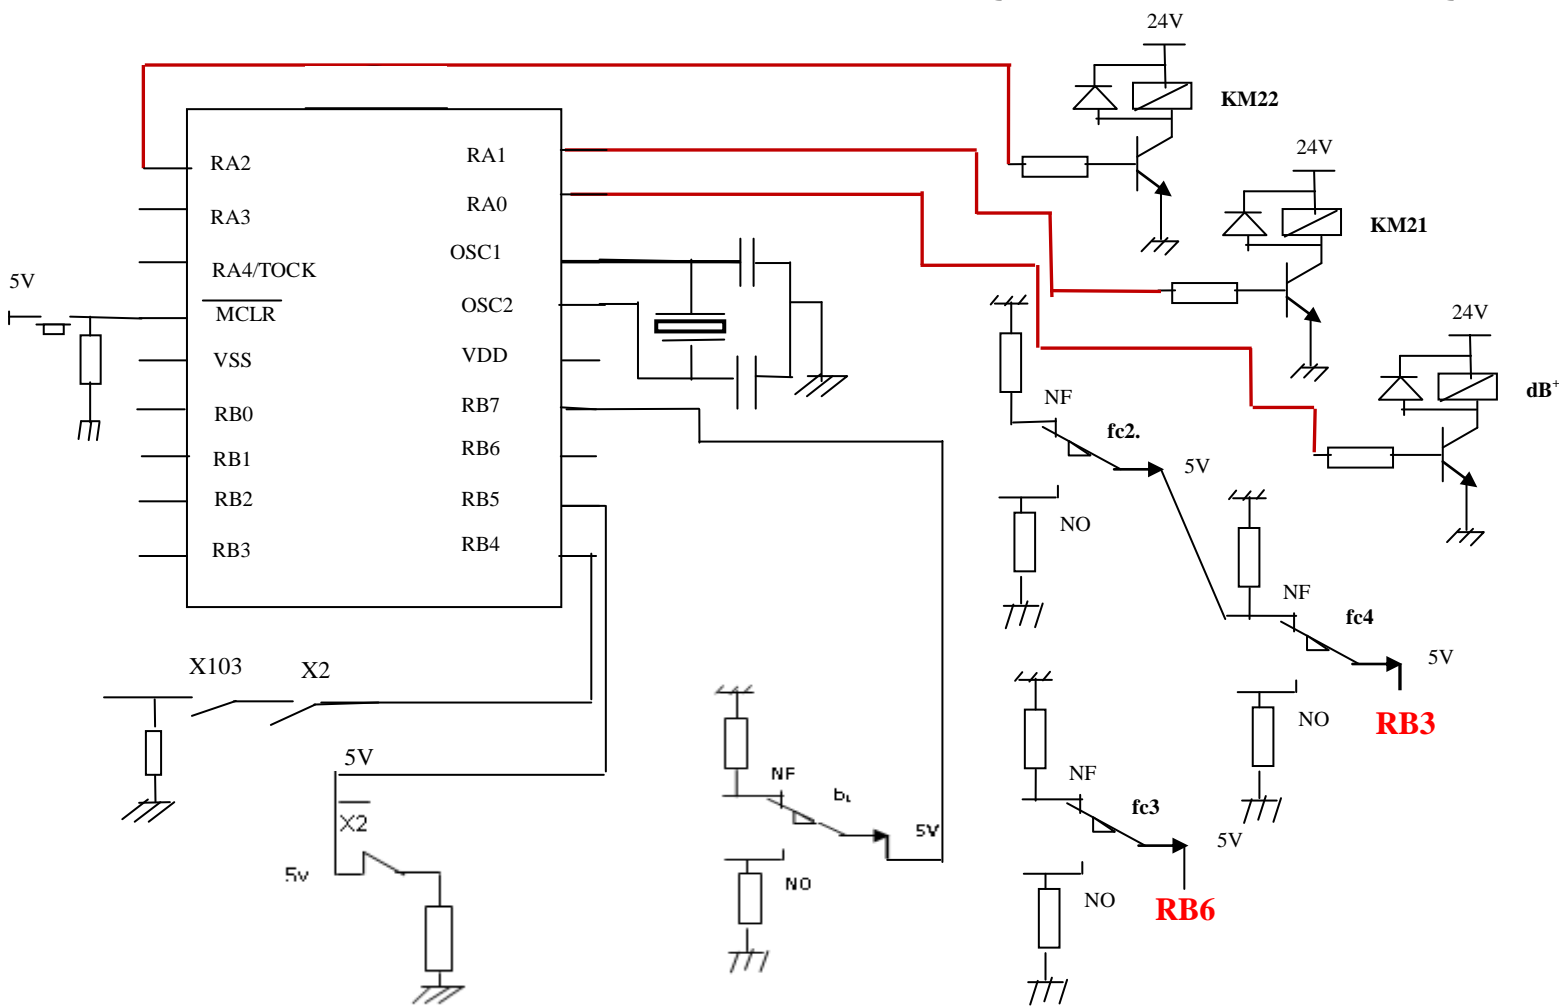 24V
KM22
RA2
RA1
24V
RA3
RA0
KM21
OSC1
RA4/TOCK
5V
MCLR
OSC2
24V
VSS
VDD
dB+
RB0
RB7
NF
fc2.
RB1
RB6
5V
RB2
RB5
NO
RB3
RB4
NF
fc4
5V
X103
X2
NO
RB3
5V
NF
5V
NF
fc3
5V
X2
5v
NO
NO
RB6